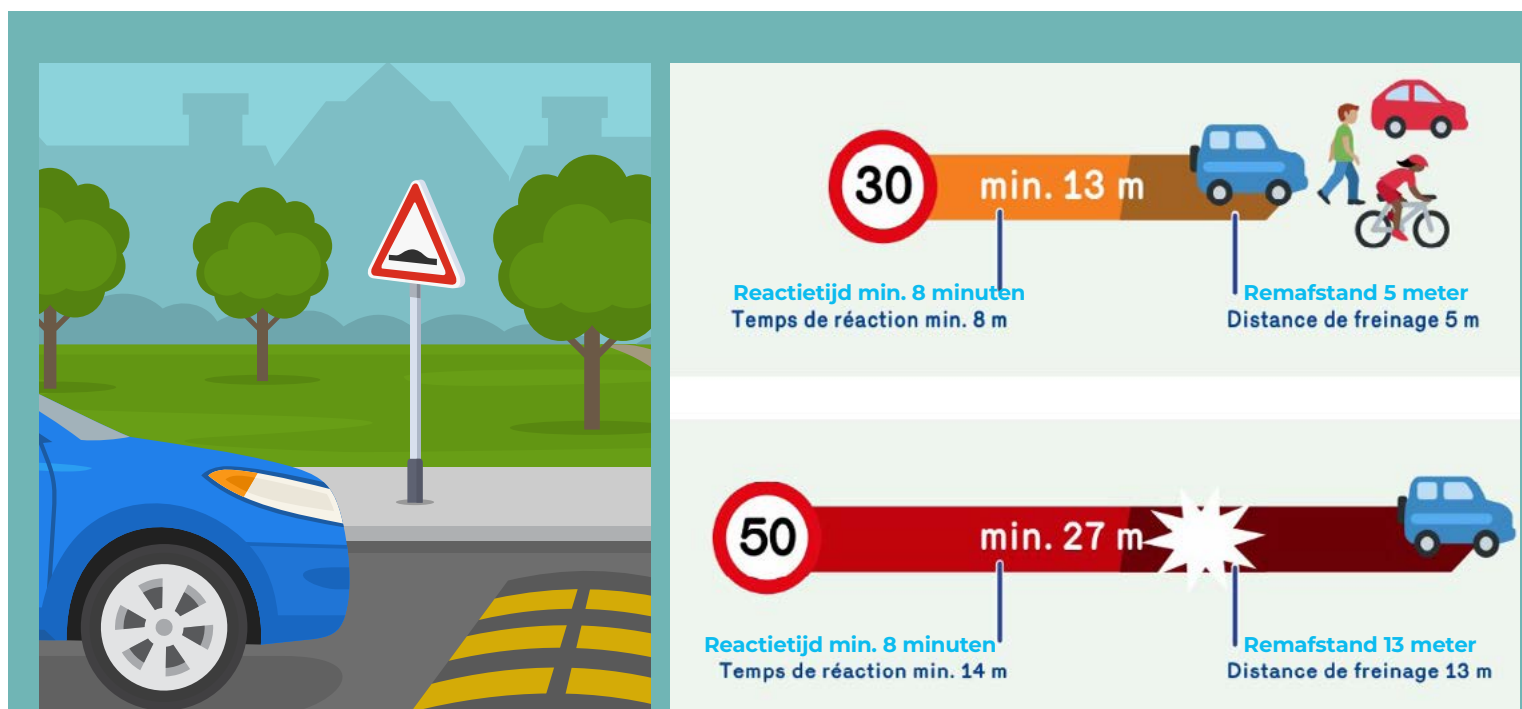 30
min. 13 m
Reactietijd min. 8 minuten
Temps de réaction min. 8 m
Remafstand 5 meter
Distance de freinage 5 m
50
min. 27 m
Reactietijd min. 8 minuten
Temps de réaction min. 14 m
Remafstand 13 meter
Distance de freinage 13 m